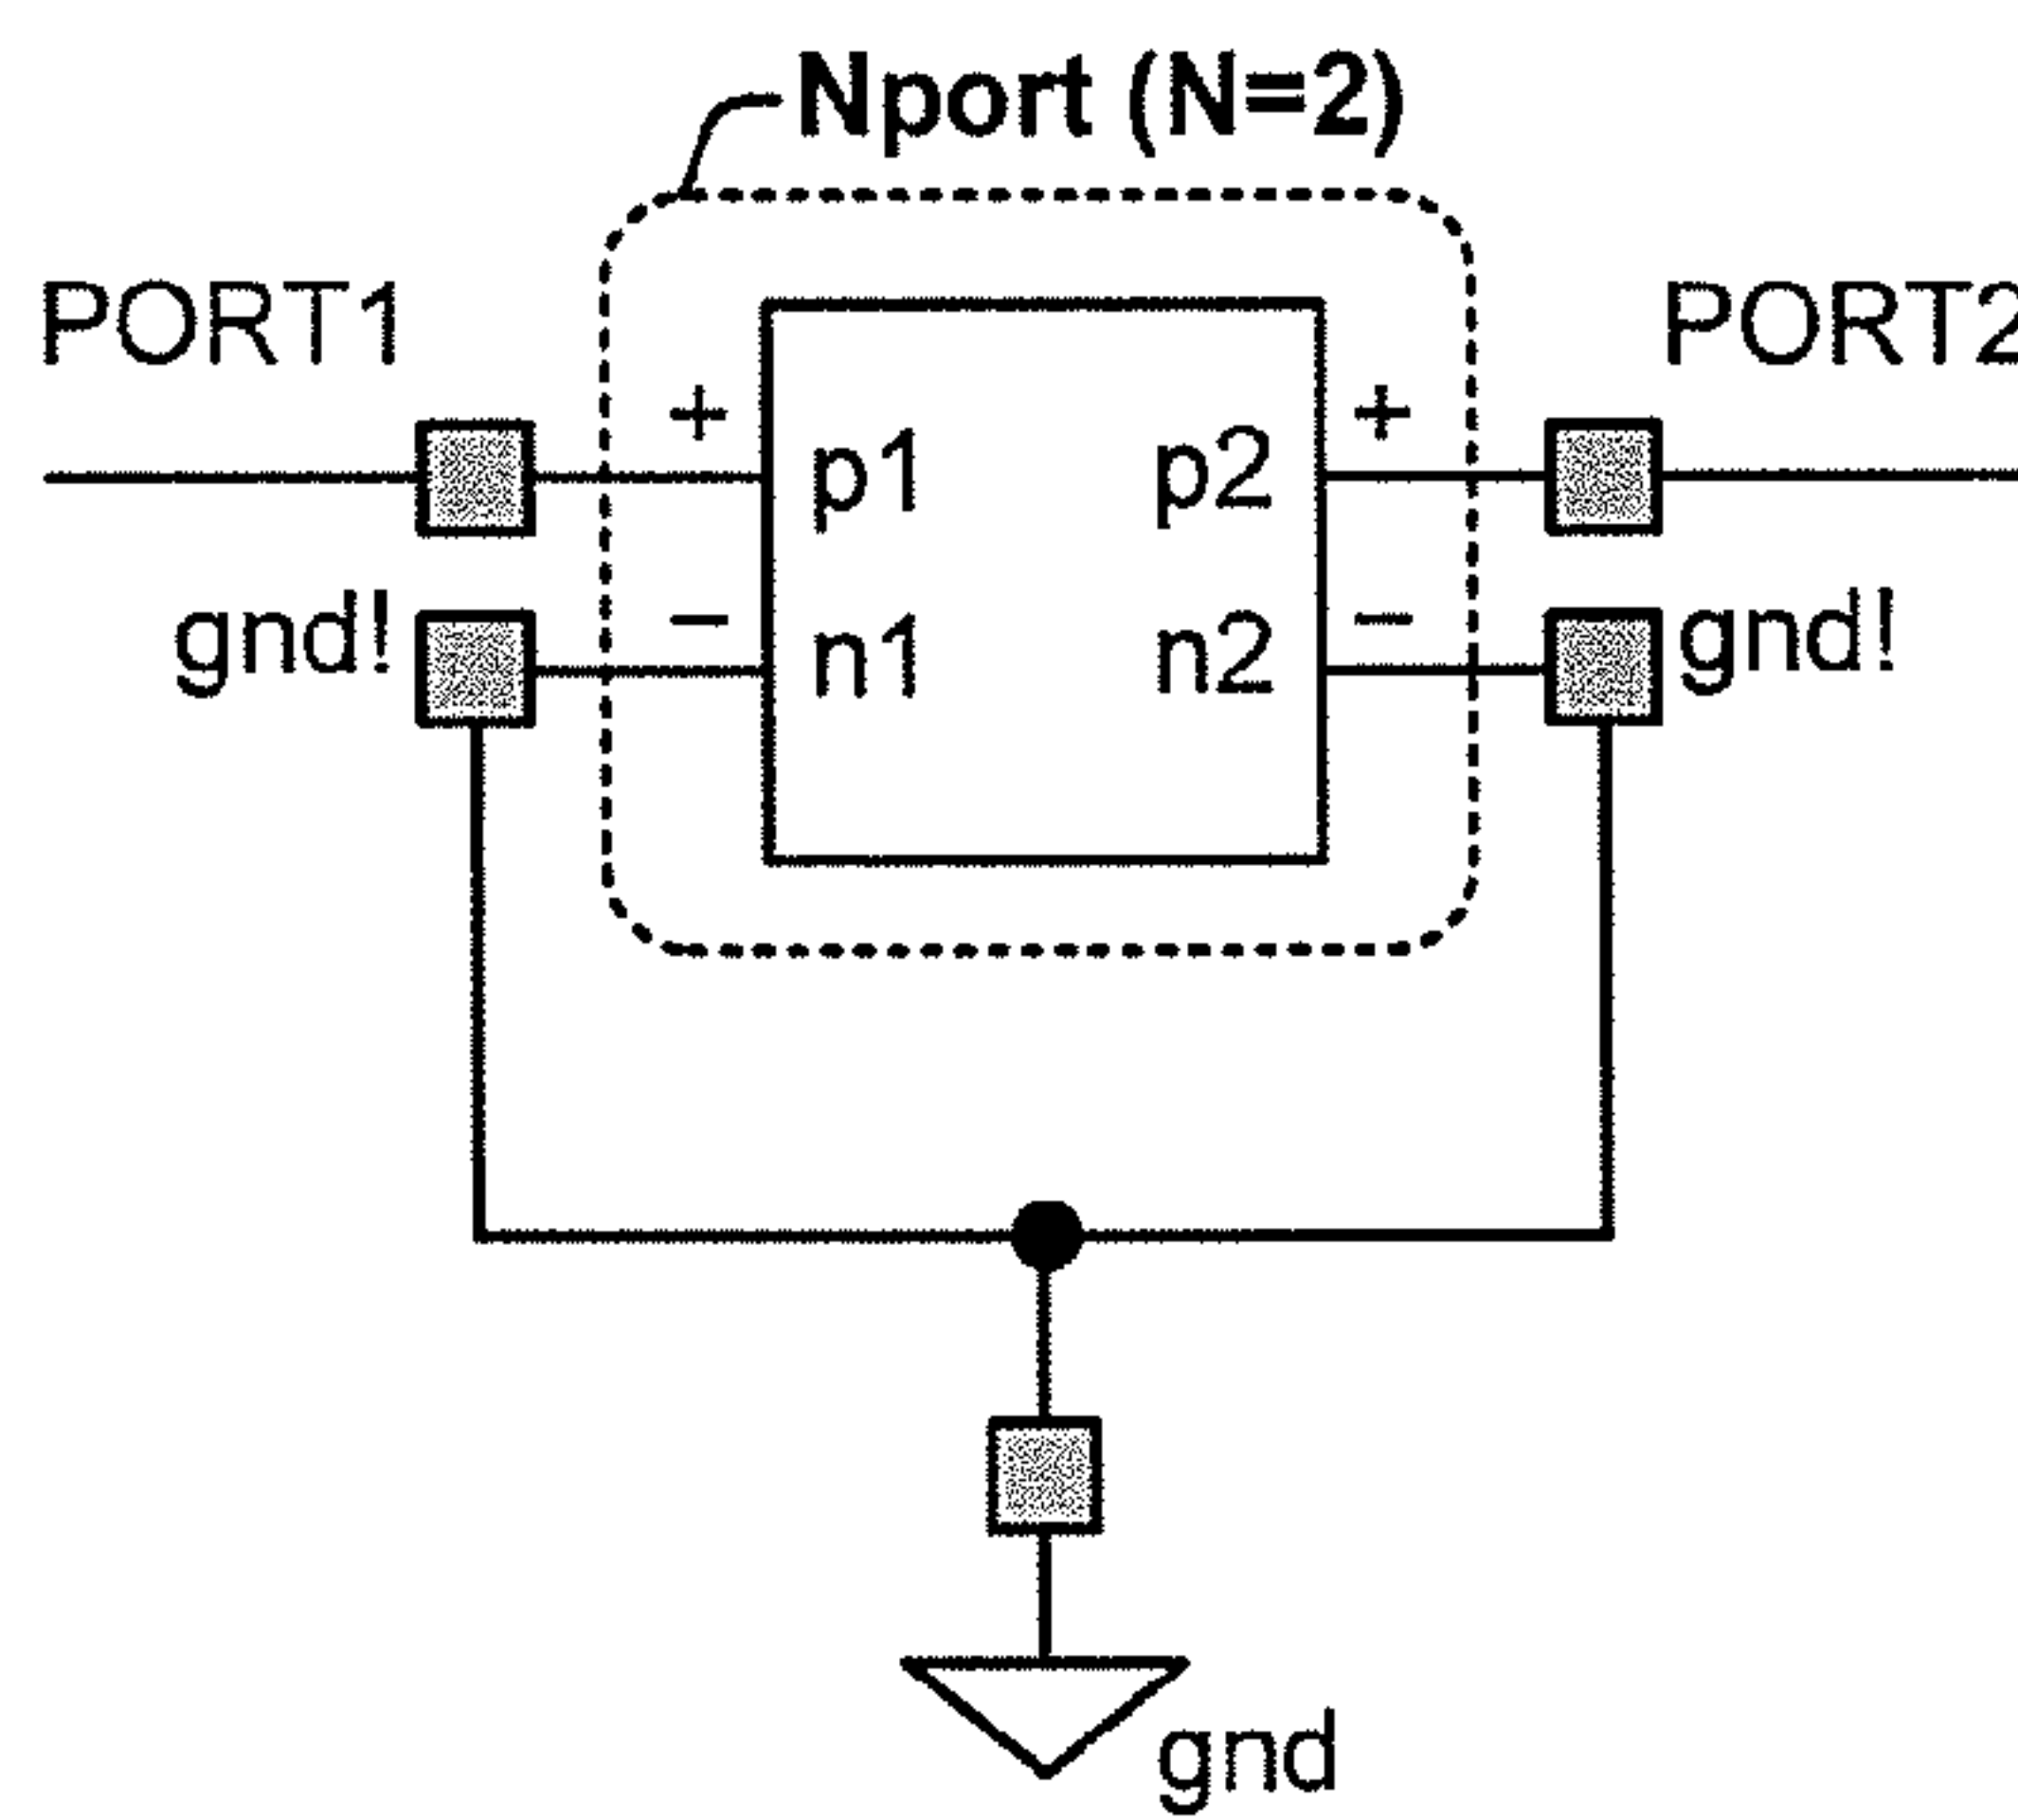 Nport (N=2)
PORT1 PORT2
+ +
p1 p2
gnd! − n1 n2 − gnd!
gnd